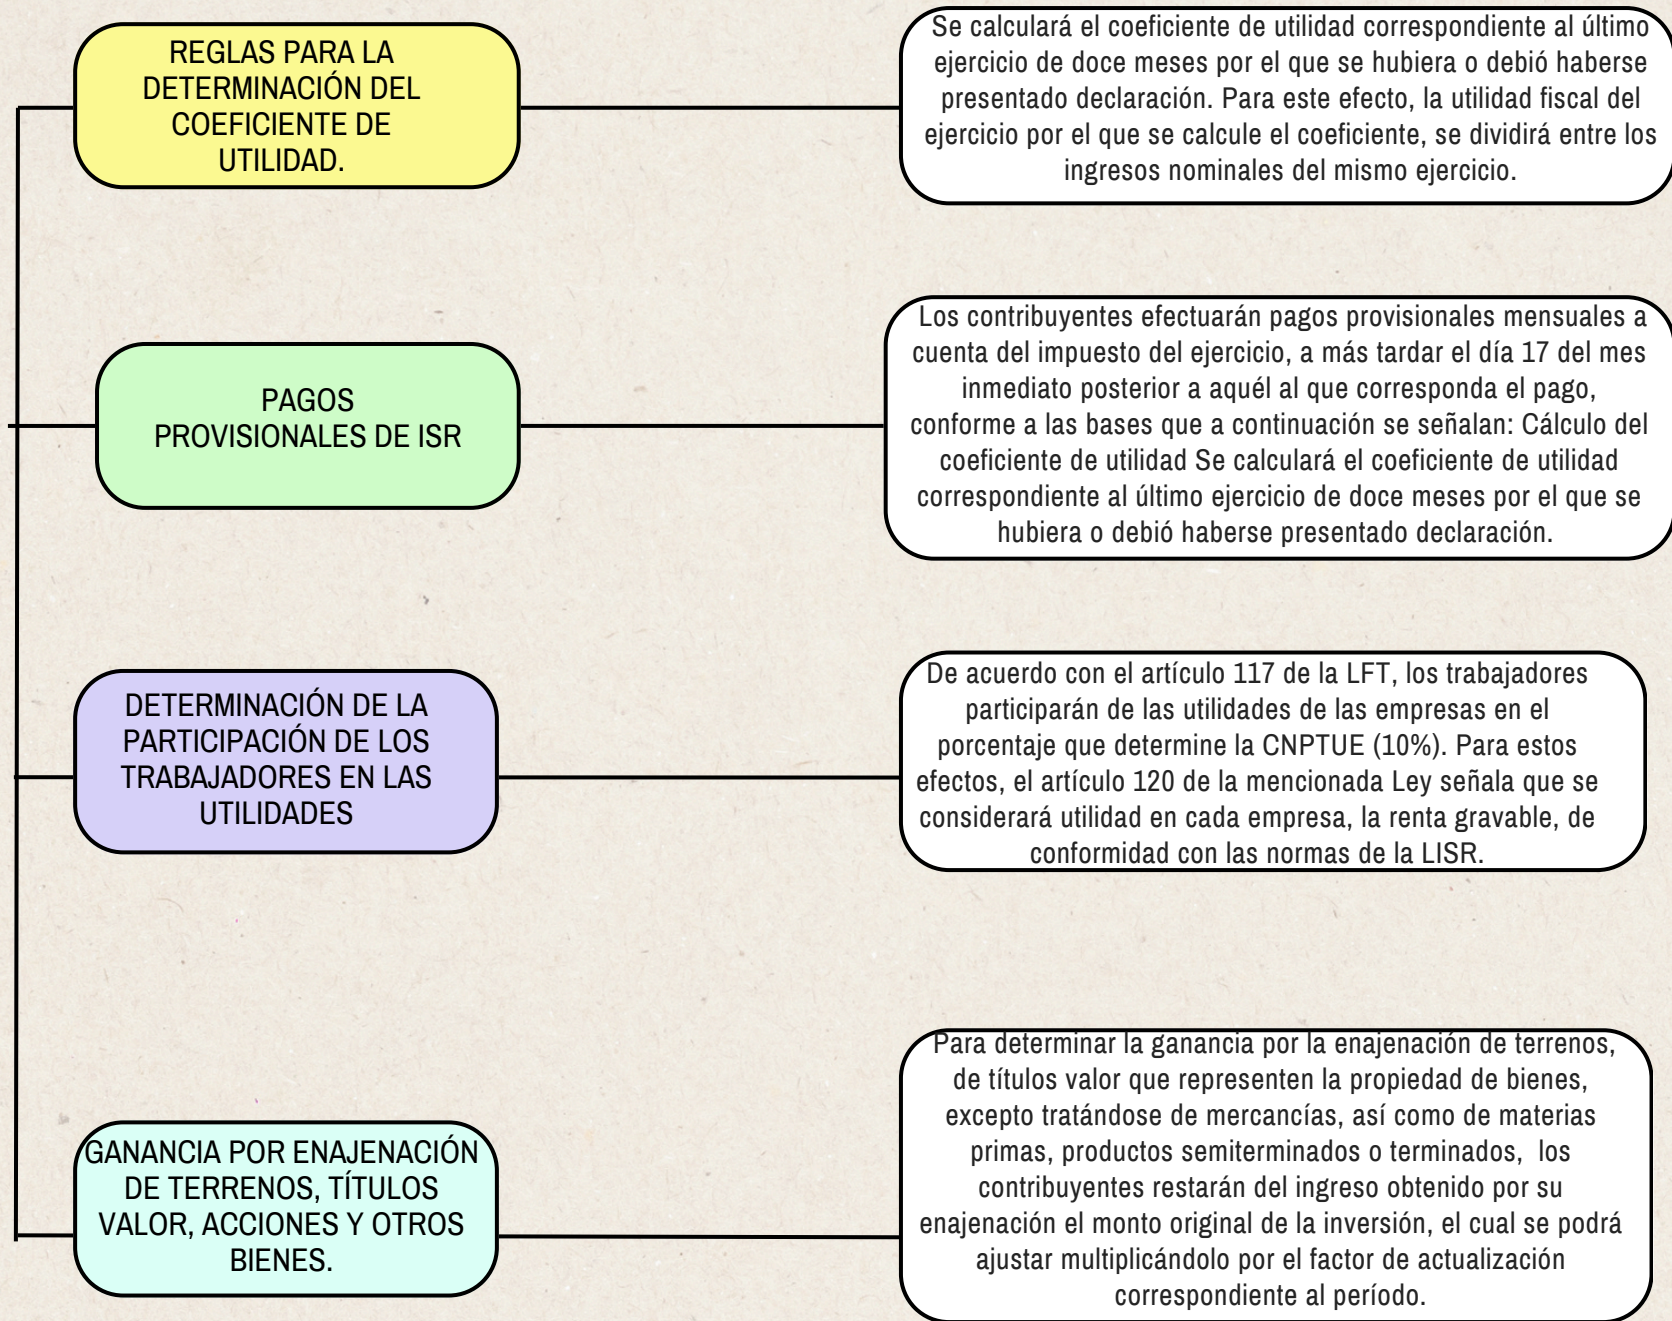 REGLAS PARA LA
DETERMINACIÓN DEL
COEFICIENTE DE
UTILIDAD.
Se calculará el coeficiente de utilidad correspondiente al último
ejercicio de doce meses por el que se hubiera o debió haberse
presentado declaración. Para este efecto, la utilidad fiscal del
ejercicio por el que se calcule el coeficiente, se dividirá entre los
ingresos nominales del mismo ejercicio.
PAGOS
PROVISIONALES DE ISR
Los contribuyentes efectuarán pagos provisionales mensuales a
cuenta del impuesto del ejercicio, a más tardar el día 17 del mes
inmediato posterior a aquél al que corresponda el pago,
conforme a las bases que a continuación se señalan: Cálculo del
coeficiente de utilidad Se calculará el coeficiente de utilidad
correspondiente al último ejercicio de doce meses por el que se
hubiera o debió haberse presentado declaración.
DETERMINACIÓN DE LA
PARTICIPACIÓN DE LOS
TRABAJADORES EN LAS
UTILIDADES
De acuerdo con el artículo 117 de la LFT, los trabajadores
participarán de las utilidades de las empresas en el
porcentaje que determine la CNPTUE (10%). Para estos
efectos, el artículo 120 de la mencionada Ley señala que se
considerará utilidad en cada empresa, la renta gravable, de
conformidad con las normas de la LISR.
GANANCIA POR ENAJENACIÓN
DE TERRENOS, TÍTULOS
VALOR, ACCIONES Y OTROS
BIENES.
Para determinar la ganancia por la enajenación de terrenos,
de títulos valor que representen la propiedad de bienes,
excepto tratándose de mercancías, así como de materias
primas, productos semiterminados o terminados, los
contribuyentes restarán del ingreso obtenido por su
enajenación el monto original de la inversión, el cual se podrá
ajustar multiplicándolo por el factor de actualización
correspondiente al período.